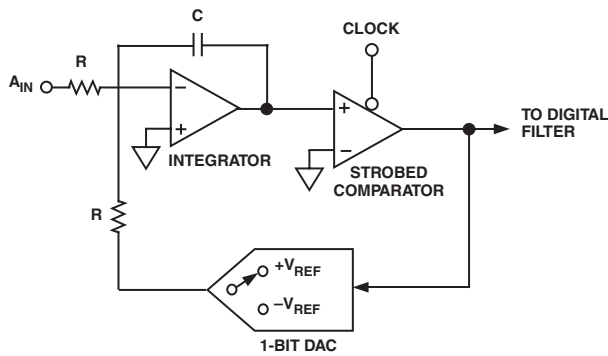 C
CLOCK
R
A_IN
−
+
INTEGRATOR
+
−
STROBED
COMPARATOR
TO DIGITAL
FILTER
R
+V_REF
−V_REF
1-BIT DAC